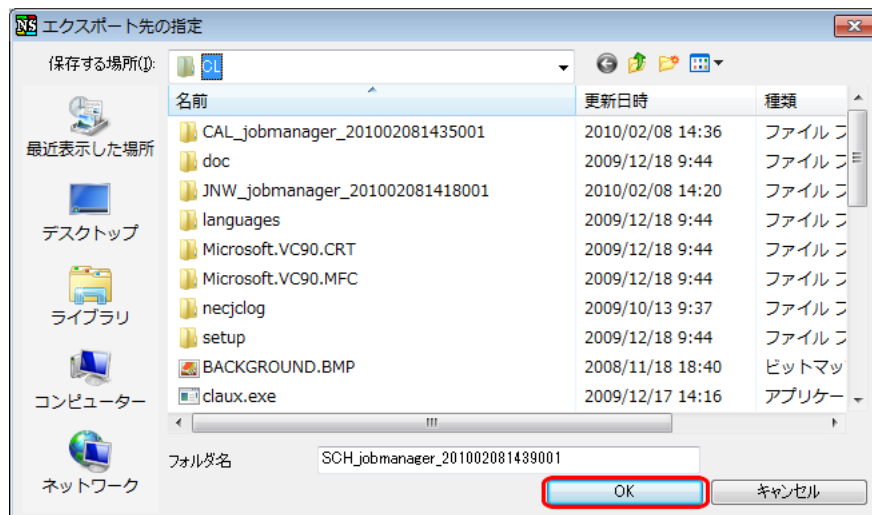 NS エクスポート先の指定
保存する場所(I): CL
名前 更新日時 種類
CAL_jobmanager_201002081435001 2010/02/08 14:36 ファイル フ
doc 2009/12/18 9:44 ファイル フ
JNW_jobmanager_201002081418001 2010/02/08 14:20 ファイル フ
languages 2009/12/18 9:44 ファイル フ
Microsoft.VC90.CRT 2009/12/18 9:44 ファイル フ
Microsoft.VC90.MFC 2009/12/18 9:44 ファイル フ
necjclog 2009/10/13 9:37 ファイル フ
setup 2009/12/18 9:44 ファイル フ
BACKGROUND.BMP 2008/11/18 18:40 ビットマッ
claux.exe 2009/12/17 14:16 アプリケー
最近表示した場所
デスクトップ
ライブラリ
コンピューター
ネットワーク
フォルダ名 SCH_jobmanager_201002081439001
OK キャンセル